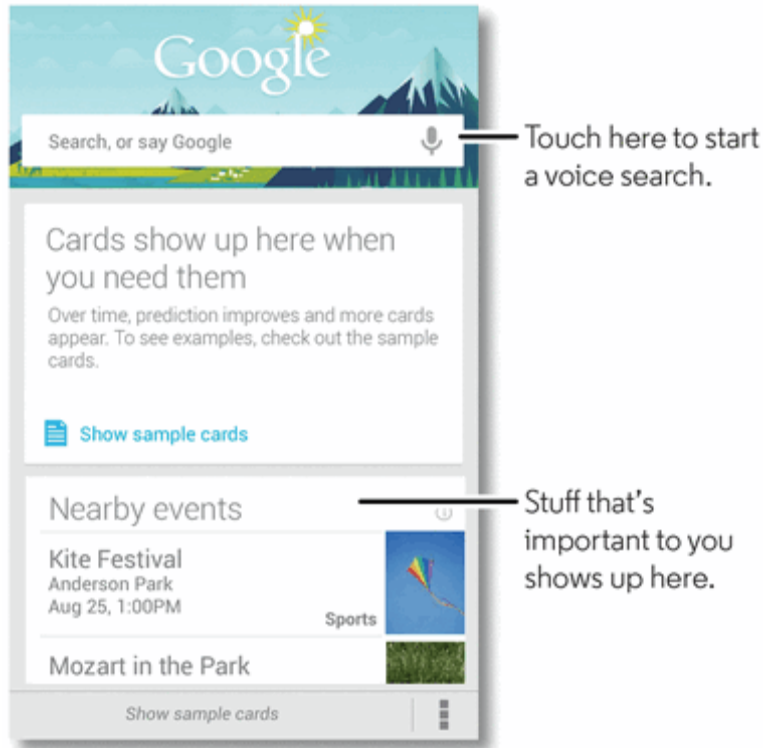 Google
Search, or say Google
Touch here to start
a voice search.
Cards show up here when
you need them
Over time, prediction improves and more cards
appear. To see examples, check out the sample
cards.
Show sample cards
Nearby events
Stuff that's
important to you
shows up here.
Kite Festival
Anderson Park
Aug 25, 1:00PM
Sports
Mozart in the Park
Show sample cards